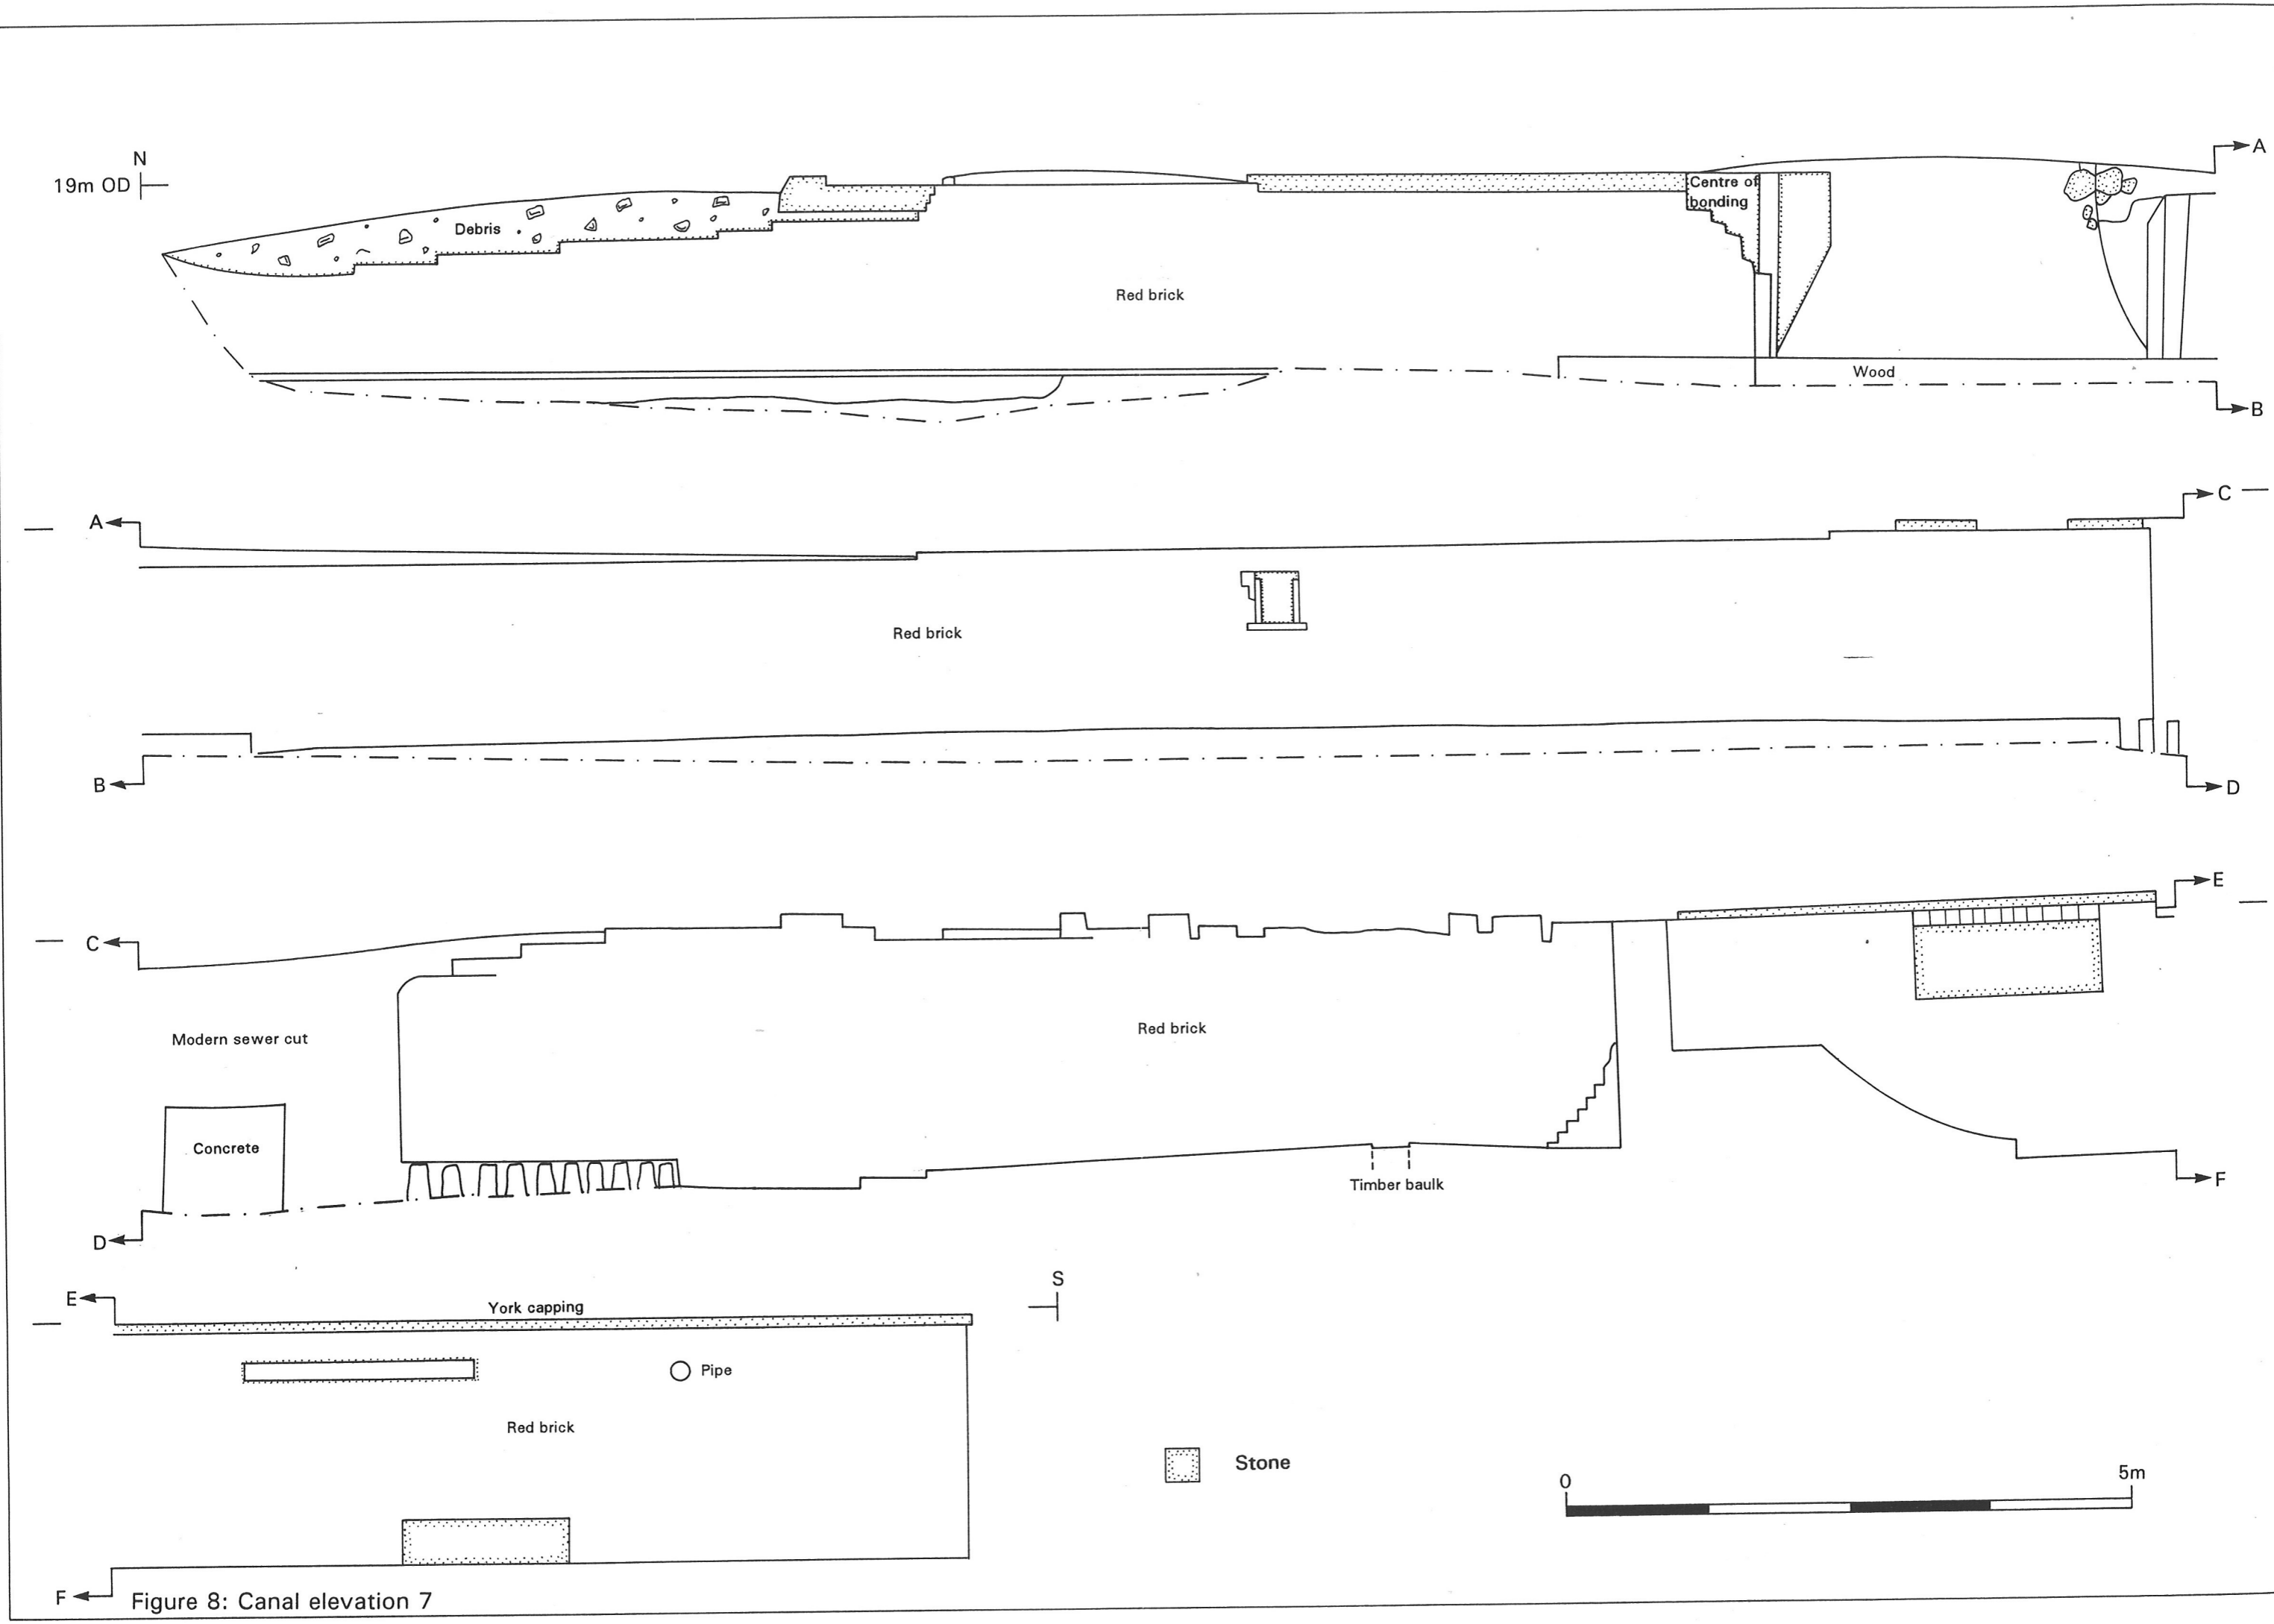 N
19m OD
A
Debris
Centre of
bonding
Red brick
Wood
B
A
C
Red brick
B
D
E
C
Red brick
Modern sewer cut
Concrete
Timber baulk
F
D
S
E
York capping
Pipe
Red brick
Stone
0
5m
F
Figure 8: Canal elevation 7